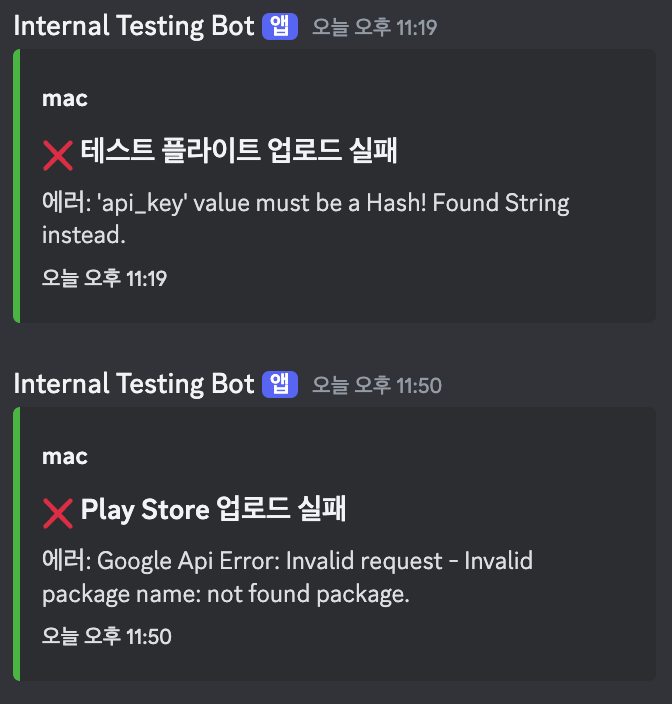 Internal Testing Bot 앱 오늘 오후 11:19
mac
❌ 테스트 플라이트 업로드 실패
에러: 'api_key' value must be a Hash! Found String
instead.
오늘 오후 11:19
Internal Testing Bot 앱 오늘 오후 11:50
mac
❌ Play Store 업로드 실패
에러: Google Api Error: Invalid request - Invalid
package name: not found package.
오늘 오후 11:50